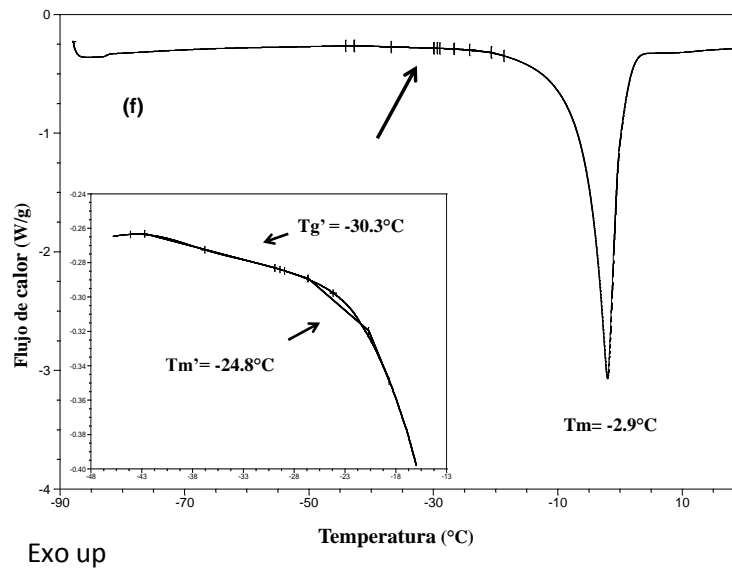 0
(f)
-1
-0.24
-0.26
Tg' = -30.3°C
-0.28
-0.30
-2
Flujo de calor (W/g)
-0.32
Tm'= -24.8°C
-0.34
-3
-0.36
Tm= -2.9°C
-0.38
-0.40
-48 -43 -38 -33 -28 -23 -18 -13
-4
-90 -70 -50 -30 -10 10
Temperatura (°C)
Exo up